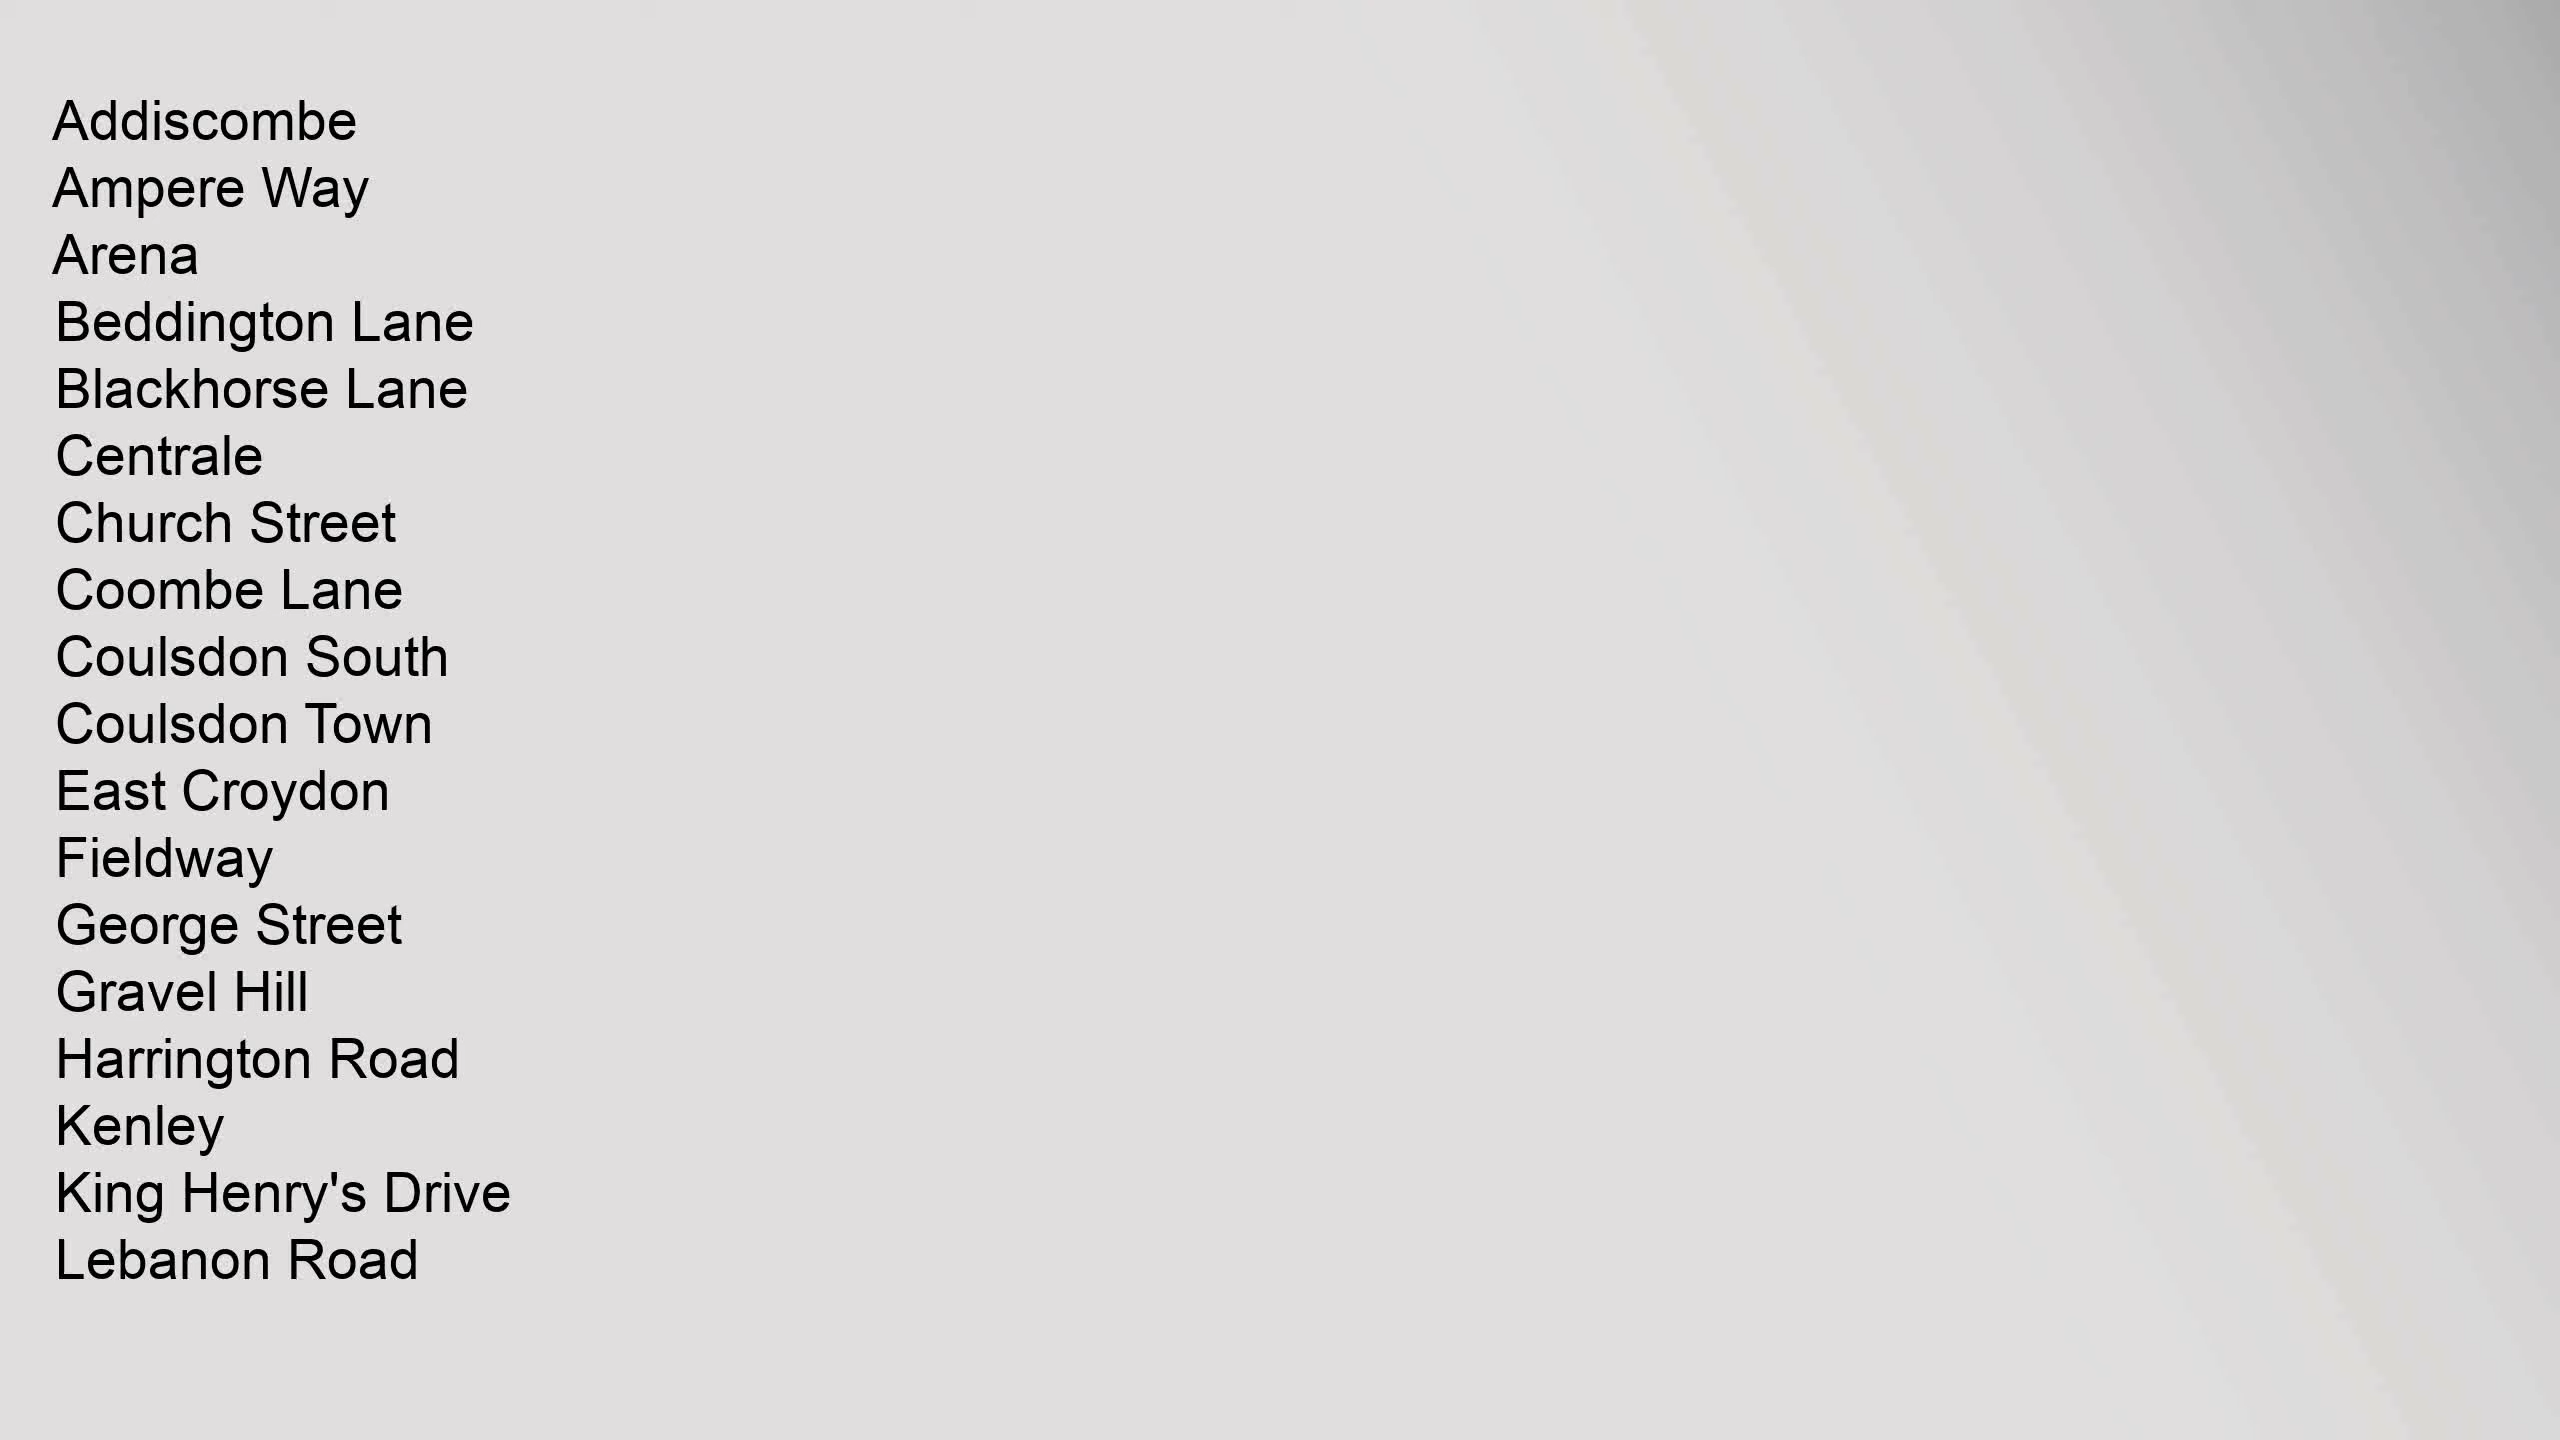 Addiscombe
Ampere Way
Arena
Beddington Lane
Blackhorse Lane
Centrale
Church Street
Coombe Lane
Coulsdon South
Coulsdon Town
East Croydon
Fieldway
George Street
Gravel Hill
Harrington Road
Kenley
King Henry's Drive
Lebanon Road